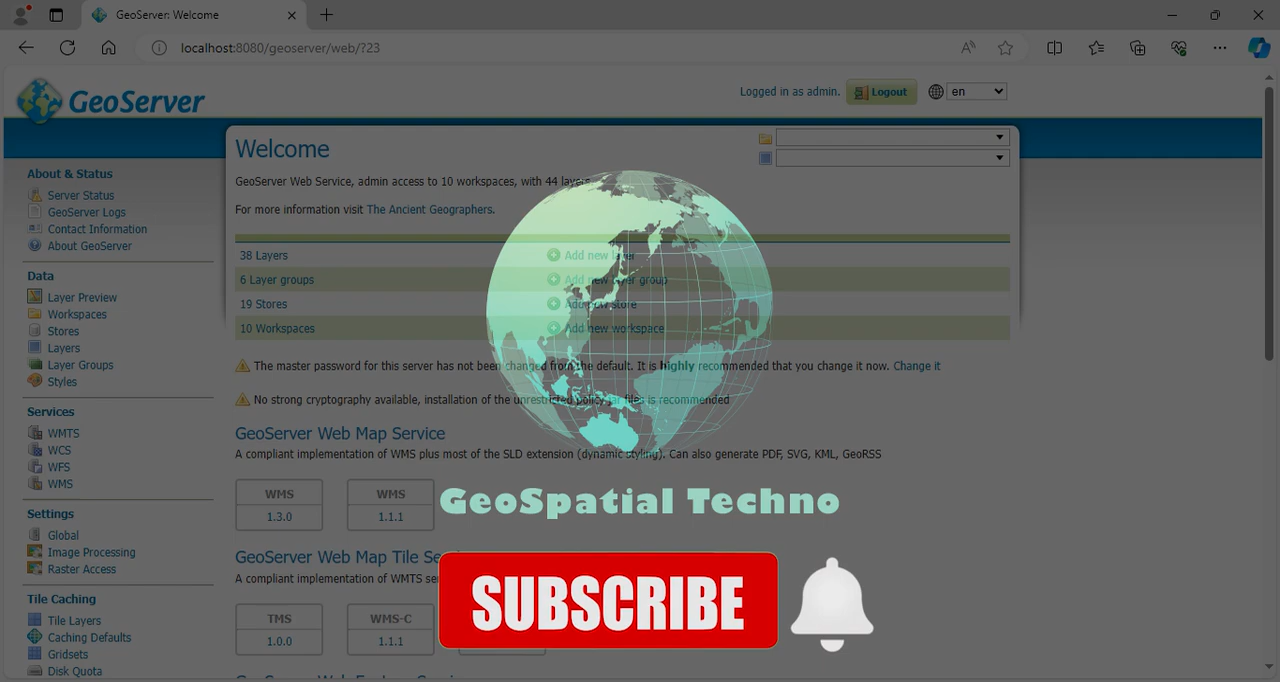 GeoServer: Welcome
localhost:8080/geoserver/web/?23
GeoServer
Logged in as admin.
Logout
en
About & Status
Server Status
GeoServer Logs
Contact Information
About GeoServer
Data
Layer Preview
Workspaces
Stores
Layers
Layer Groups
Styles
Services
WMTS
WCS
WFS
WMS
Settings
Global
Image Processing
Raster Access
Tile Caching
Tile Layers
Caching Defaults
Gridsets
Disk Quota
Welcome
GeoServer Web Service, admin access to 10 workspaces, with 44 layers
For more information visit The Ancient Geographers.
38 Layers
Add new layer
6 Layer groups
Add new layer group
19 Stores
Add new store
10 Workspaces
Add new workspace
The master password for this server has not been changed from the default. It is highly recommended that you change it now. Change it
No strong cryptography available, installation of the unrestricted policy jar files is recommended
GeoServer Web Map Service
A compliant implementation of WMS plus most of the SLD extension (dynamic styling). Can also generate PDF, SVG, KML, GeoRSS
WMS
1.3.0
WMS
1.1.1
GeoSpatial Techno
GeoServer Web Map Tile Se
A compliant implementation of WMTS se
SUBSCRIBE
TMS
1.0.0
WMS-C
1.1.1